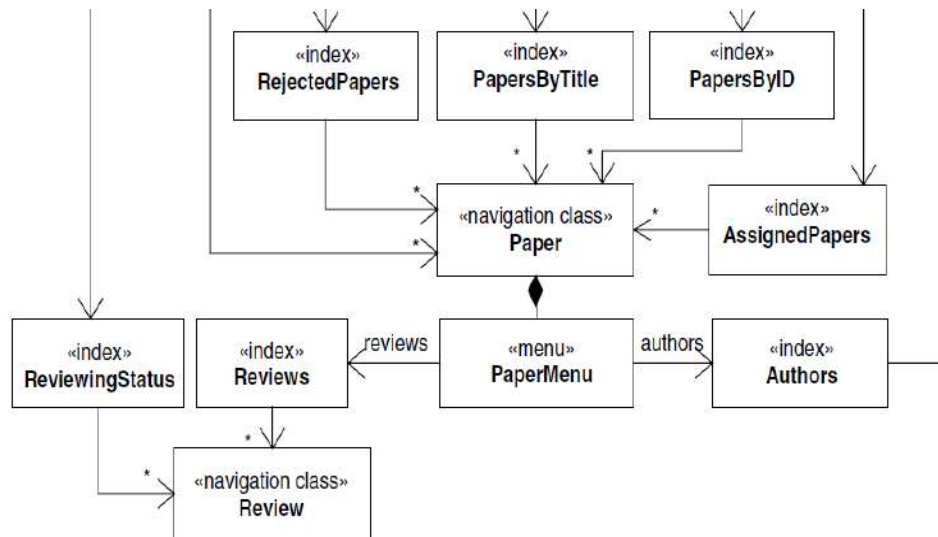 «index»
RejectedPapers
«index»
PapersByTitle
«index»
PapersByID
*
*
*
«navigation class»
Paper
*
«index»
AssignedPapers
*
«index»
ReviewingStatus
«index»
Reviews
reviews
«menu»
PaperMenu
authors
«index»
Authors
*
*
«navigation class»
Review